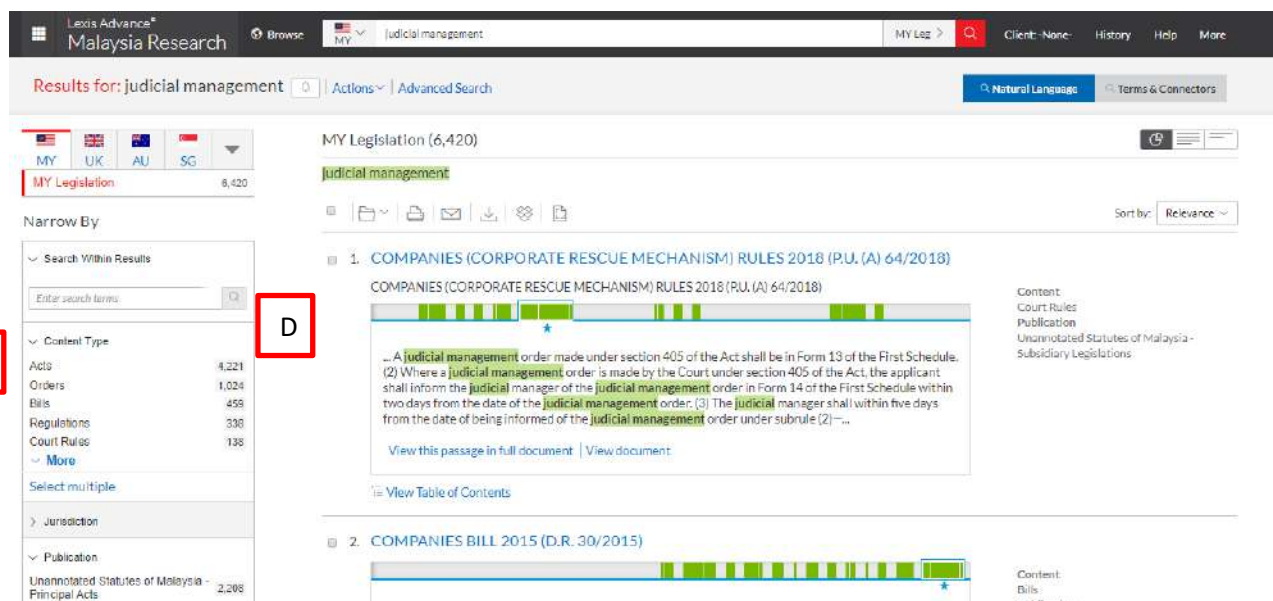 Lexis Advance®
Malaysia Research
Browse
MY
judicial management
MY Leg >
Client: -None-
History
Help
More
Results for: judicial management
0
Actions
Advanced Search
Natural Language
Terms & Connectors
MY
UK
AU
SG
MY Legislation 6,420
Narrow By
Search Within Results
Enter search terms
Content Type
Acts 4,221
Orders 1,024
Bills 459
Regulations 338
Court Rules 138
More
Select multiple
Jurisdiction
Publication
Unannotated Statutes of Malaysia -
Principal Acts 2,208
D
MY Legislation (6,420)
judicial management
Sort by: Relevance
1. COMPANIES (CORPORATE RESCUE MECHANISM) RULES 2018 (P.U. (A) 64/2018)
COMPANIES (CORPORATE RESCUE MECHANISM) RULES 2018 (P.U. (A) 64/2018)
... A judicial management order made under section 405 of the Act shall be in Form 13 of the First Schedule.
(2) Where a judicial management order is made by the Court under section 405 of the Act, the applicant
shall inform the judicial manager of the judicial management order in Form 14 of the First Schedule within
two days from the date of the judicial management order. (3) The judicial manager shall within five days
from the date of being informed of the judicial management order under subrule (2)—...
View this passage in full document | View document
View Table of Contents
Content
Court Rules
Publication
Unannotated Statutes of Malaysia -
Subsidiary Legislations
2. COMPANIES BILL 2015 (D.R. 30/2015)
Content
Bills